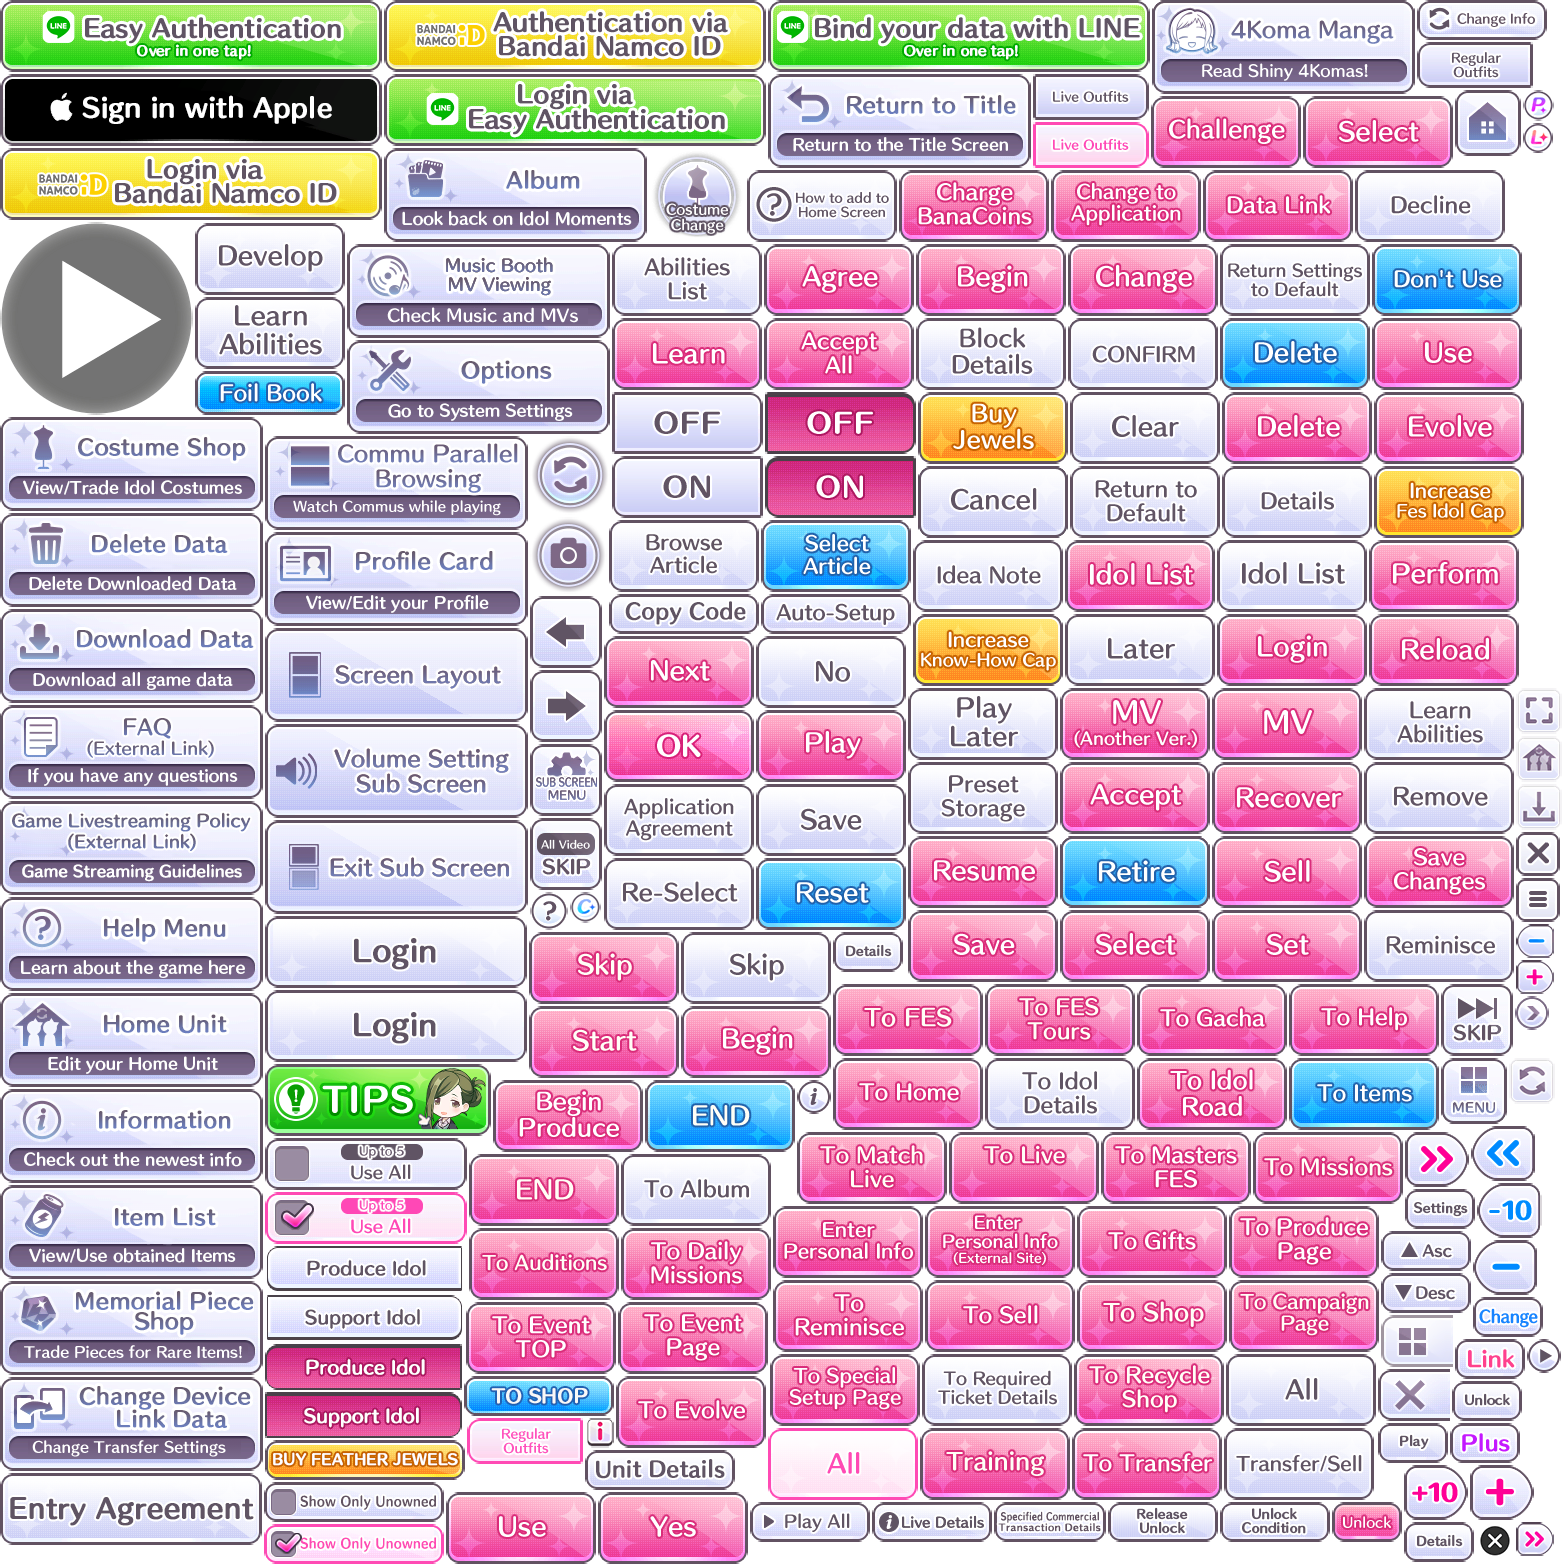 LINE
Easy Authentication
Over in one tap!
BANDAI
NAMCO iD
Authentication via
Bandai Namco ID
LINE
Bind your data with LINE
Over in one tap!
4Koma Manga
Read Shiny 4Komas!
Change Info
Regular
Outfits
Sign in with Apple
LINE
Login via
Easy Authentication
Return to Title
Return to the Title Screen
Live Outfits
Live Outfits
Challenge
Select
P
L
BANDAI
NAMCO iD
Login via
Bandai Namco ID
Album
Look back on Idol Moments
Costume
Change
?
How to add to
Home Screen
Charge
BanaCoins
Change to
Application
Data Link
Decline
Develop
Learn
Abilities
Foil Book
Music Booth
MV Viewing
Check Music and MVs
Options
Go to System Settings
Abilities
List
Agree
Begin
Change
Return Settings
to Default
Don't Use
Learn
Accept
All
Block
Details
CONFIRM
Delete
Use
OFF
OFF
Buy
Jewels
Clear
Delete
Evolve
ON
ON
Cancel
Return to
Default
Details
Increase
Fes Idol Cap
Costume Shop
View/Trade Idol Costumes
Commu Parallel
Browsing
Watch Commus while playing
Delete Data
Delete Downloaded Data
Profile Card
View/Edit your Profile
Browse
Article
Select
Article
Idea Note
Idol List
Idol List
Perform
Copy Code
Auto-Setup
Download Data
Download all game data
Screen Layout
Next
No
Increase
Know-How Cap
Later
Login
Reload
FAQ
(External Link)
If you have any questions
Volume Setting
Sub Screen
SUB SCREEN
MENU
OK
Play
Play
Later
MV
(Another Ver.)
MV
Learn
Abilities
Game Livestreaming Policy
(External Link)
Game Streaming Guidelines
Exit Sub Screen
All Video
SKIP
Application
Agreement
Save
Preset
Storage
Accept
Recover
Remove
?
C
Re-Select
Reset
Resume
Retire
Sell
Save
Changes
Help Menu
Learn about the game here
Login
Skip
Skip
Details
Save
Select
Set
Reminisce
Home Unit
Edit your Home Unit
Login
Start
Begin
To FES
To FES
Tours
To Gacha
To Help
SKIP
TIPS
Begin
Produce
END
i
To Home
To Idol
Details
To Idol
Road
To Items
MENU
Information
Check out the newest info
Up to 5
Use All
END
To Album
To Match
Live
To Live
To Masters
FES
To Missions
Item List
View/Use obtained Items
Up to 5
Use All
Produce Idol
To Auditions
To Daily
Missions
Enter
Personal Info
Enter
Personal Info
(External Site)
To Gifts
To Produce
Page
Settings
-10
▲ Asc
▼ Desc
Memorial Piece
Shop
Trade Pieces for Rare Items!
Support Idol
Produce Idol
To Event
TOP
To Event
Page
To
Reminisce
To Sell
To Shop
To Campaign
Page
Change
Link
Change Device
Link Data
Change Transfer Settings
Support Idol
BUY FEATHER JEWELS
TO SHOP
Regular
Outfits
i
To Evolve
To Special
Setup Page
To Required
Ticket Details
To Recycle
Shop
All
Unlock
Play
Plus
Unit Details
All
Training
To Transfer
Transfer/Sell
Entry Agreement
Show Only Unowned
Show Only Unowned
Use
Yes
Play All
i Live Details
Specified Commercial
Transaction Details
Release
Unlock
Unlock
Condition
Unlock
+10
+
Details